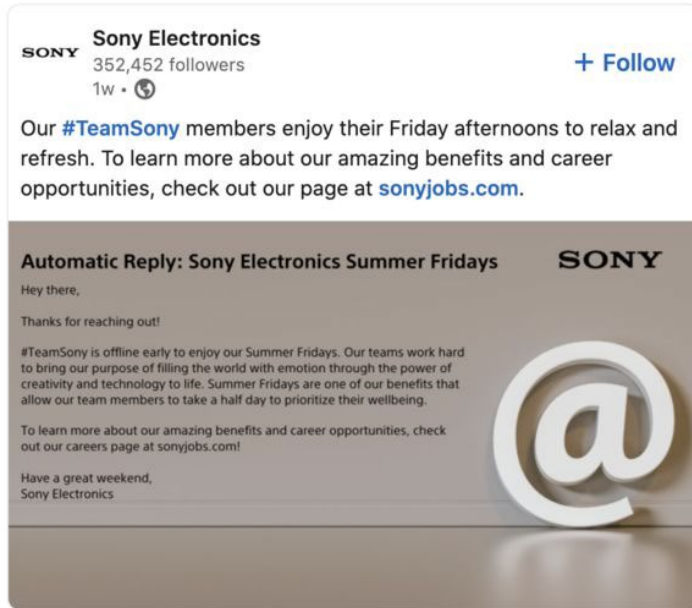 SONY
Sony Electronics
352,452 followers
1w •
+ Follow
Our #TeamSony members enjoy their Friday afternoons to relax and
refresh. To learn more about our amazing benefits and career
opportunities, check out our page at sonyjobs.com.
Automatic Reply: Sony Electronics Summer Fridays
SONY
Hey there,
Thanks for reaching out!
#TeamSony is offline early to enjoy our Summer Fridays. Our teams work hard
to bring our purpose of filling the world with emotion through the power of
creativity and technology to life. Summer Fridays are one of our benefits that
allow our team members to take a half day to prioritize their wellbeing.
To learn more about our amazing benefits and career opportunities, check
out our careers page at sonyjobs.com!
Have a great weekend,
Sony Electronics
@